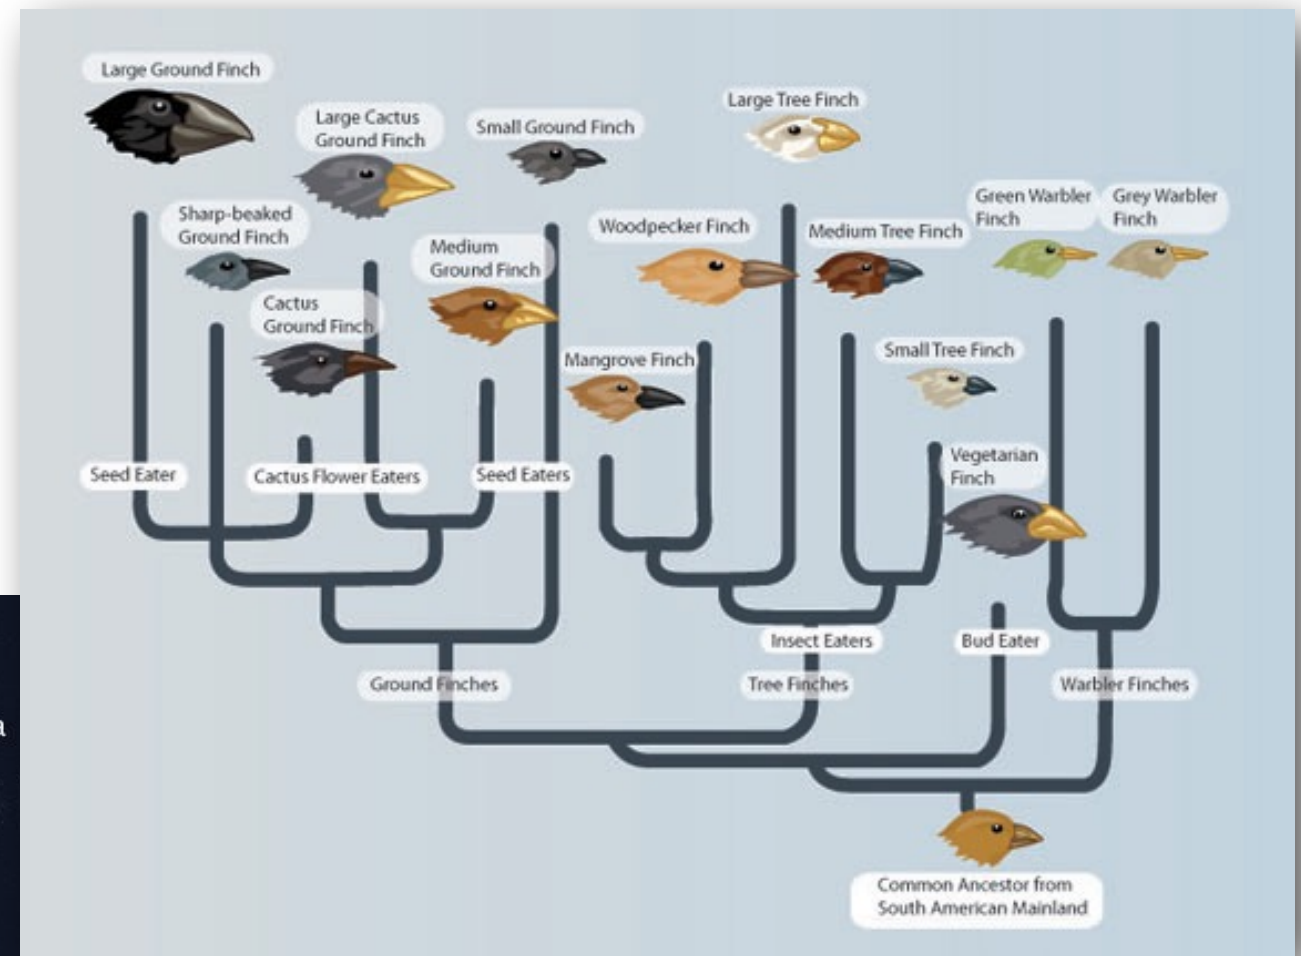 Large Ground Finch
Large Cactus
Ground Finch
Small Ground Finch
Large Tree Finch
Sharp-beaked
Ground Finch
Medium
Ground Finch
Woodpecker Finch
Medium Tree Finch
Green Warbler
Finch
Grey Warbler
Finch
Cactus
Ground Finch
Mangrove Finch
Small Tree Finch
Vegetarian
Finch
Seed Eater
Cactus Flower Eaters
Seed Eaters
Insect Eaters
Bud Eater
Ground Finches
Tree Finches
Warbler Finches
a
Common Ancestor from
South American Mainland